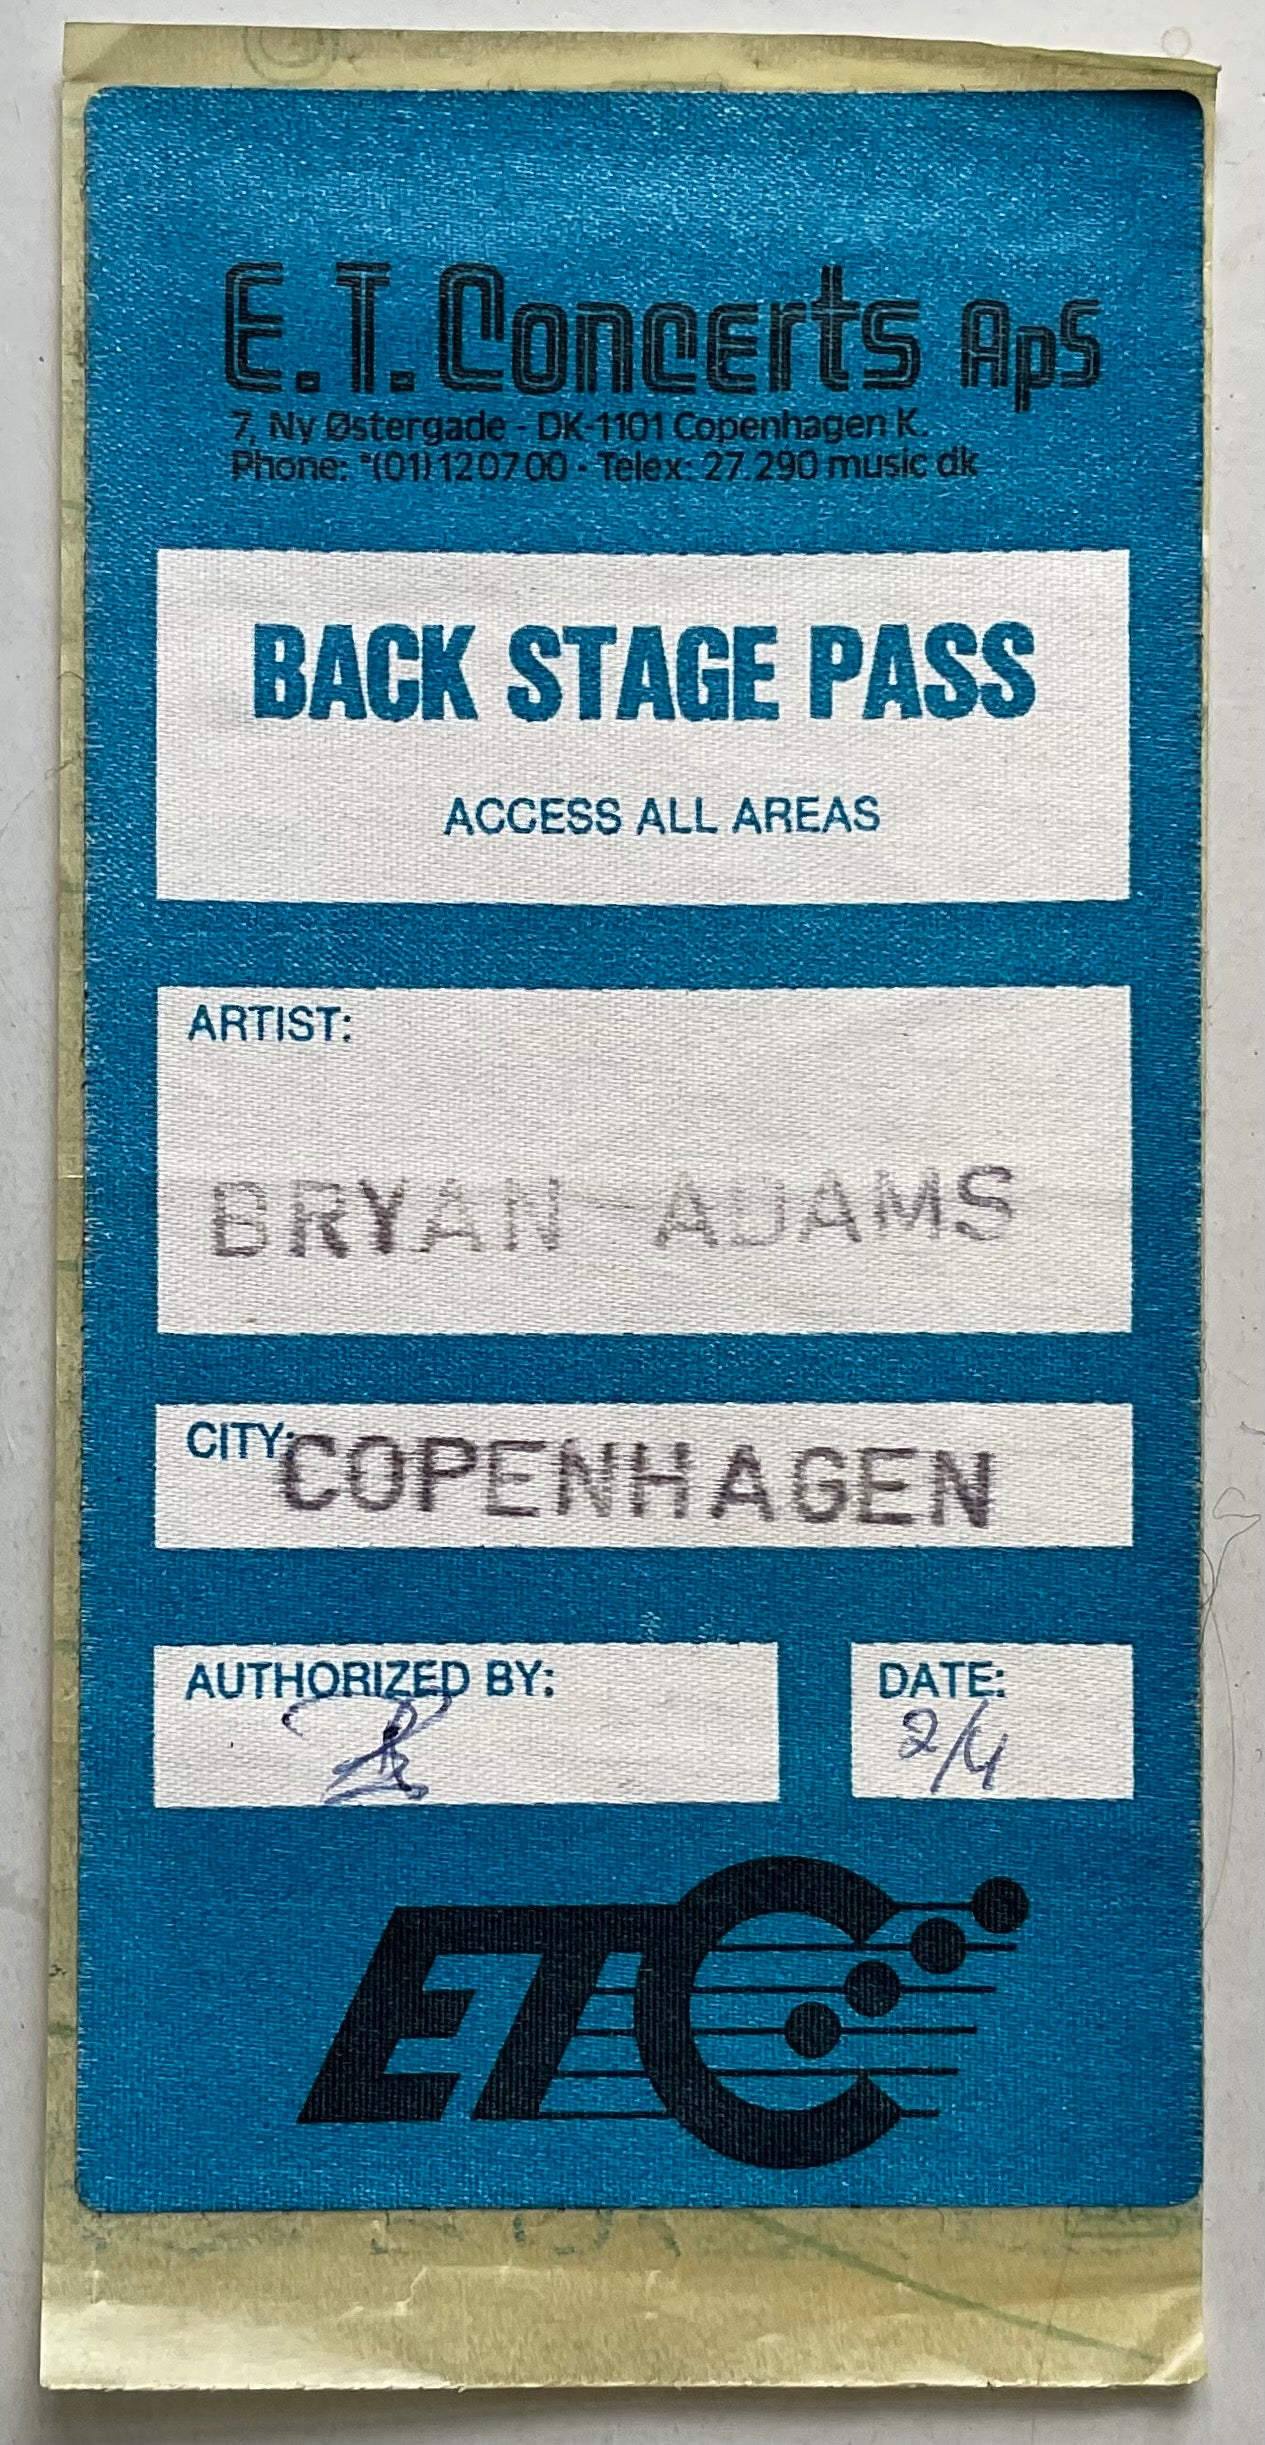 E.T. Concerts ApS
7, Ny Østergade - DK-1101 Copenhagen K.
Phone: *(01) 12 07 00 - Telex: 27.290 music dk
BACK STAGE PASS
ACCESS ALL AREAS
ARTIST:
BRYAN ADAMS
CITY: COPENHAGEN
AUTHORIZED BY:
DATE:
2/4
ETC